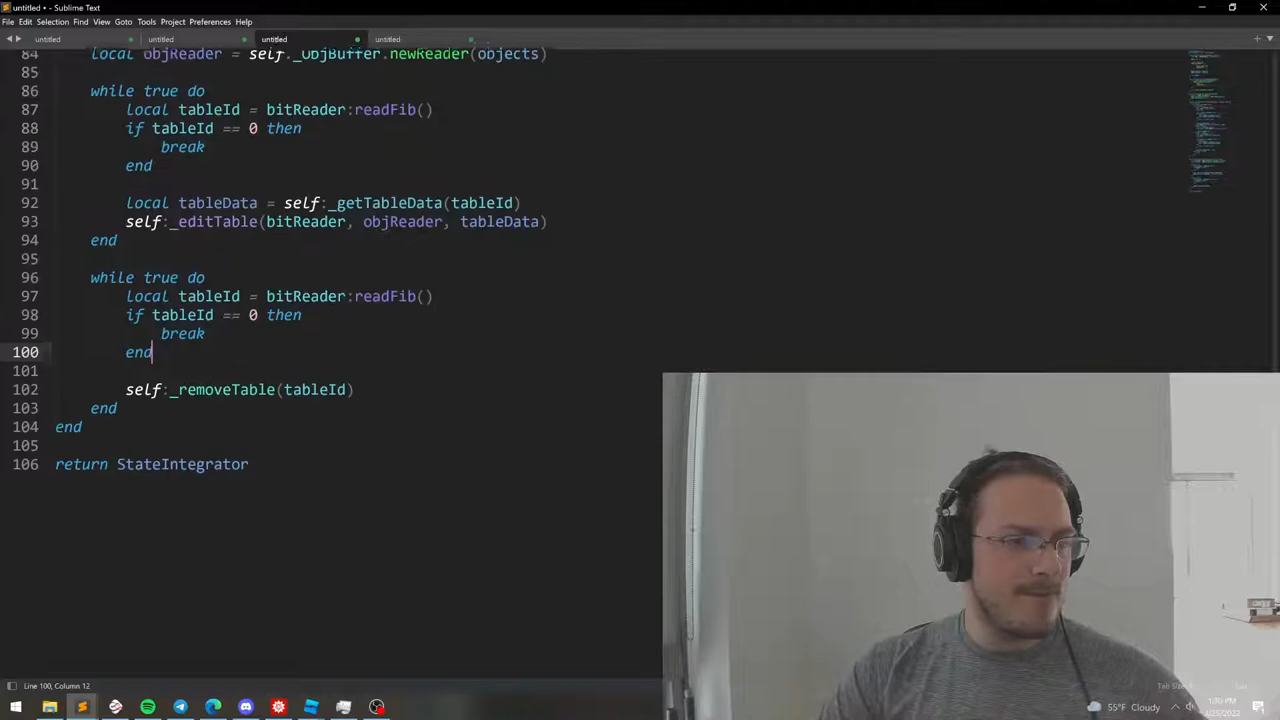 untitled • - Sublime Text
File Edit Selection Find View Goto Tools Project Preferences Help
untitled untitled untitled untitled
84 local objReader = self._ObjBuffer.newReader(objects)
85
86 while true do
87 local tableId = bitReader:readFib()
88 if tableId == 0 then
89 break
90 end
91
92 local tableData = self:_getTableData(tableId)
93 self:_editTable(bitReader, objReader, tableData)
94 end
95
96 while true do
97 local tableId = bitReader:readFib()
98 if tableId == 0 then
99 break
100 end
101
102 self:_removeTable(tableId)
103 end
104 end
105
106 return StateIntegrator
Line 100, Column 12
55°F Cloudy